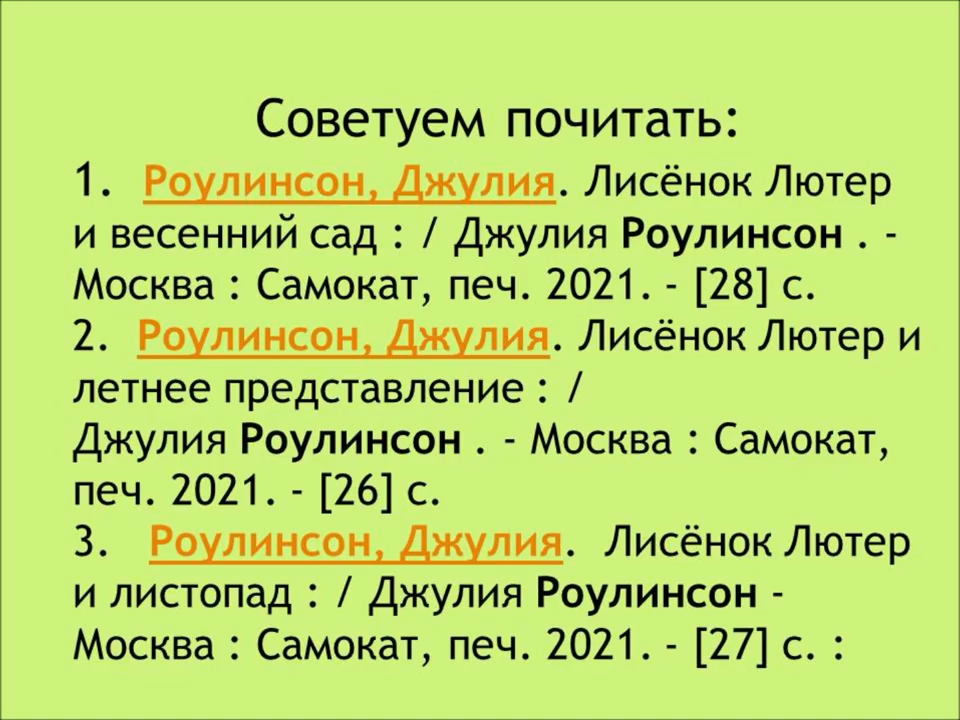 Советуем почитать:
1. Роулинсон, Джулия. Лисёнок Лютер
и весенний сад : / Джулия Роулинсон . -
Москва : Самокат, печ. 2021. - [28] с.
2. Роулинсон, Джулия. Лисёнок Лютер и
летнее представление : /
Джулия Роулинсон . - Москва : Самокат,
печ. 2021. - [26] с.
3. Роулинсон, Джулия. Лисёнок Лютер
и листопад : / Джулия Роулинсон -
Москва : Самокат, печ. 2021. - [27] с. :